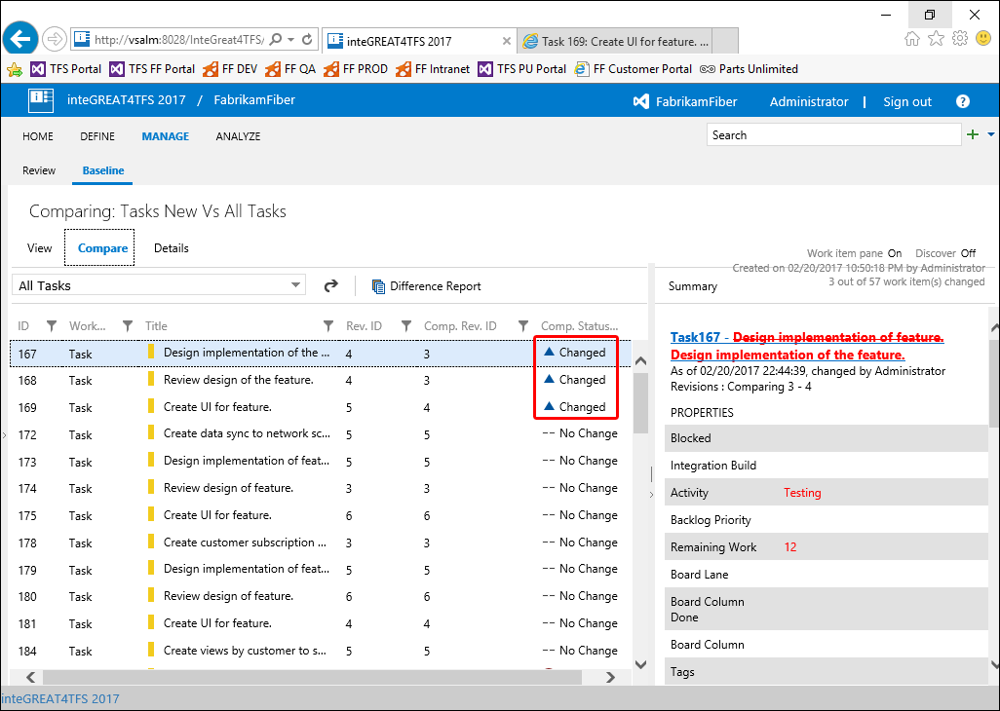 http://vsalm:8028/InteGreat4TFS/
inteGREAT4TFS 2017
Task 169: Create UI for feature. ...
TFS Portal TFS FF Portal FF DEV FF QA FF PROD FF Intranet TFS PU Portal FF Customer Portal Parts Unlimited
inteGREAT4TFS 2017 / FabrikamFiber FabrikamFiber Administrator | Sign out ?
HOME DEFINE MANAGE ANALYZE Search
Review Baseline
Comparing: Tasks New Vs All Tasks
View Compare Details
Work item pane On Discover Off
Created on 02/20/2017 10:50:18 PM by Administrator
3 out of 57 work item(s) changed
All Tasks Difference Report
ID Work... Title Rev. ID Comp. Rev. ID Comp. Status...
167 Task Design implementation of the ... 4 3 Changed
168 Task Review design of the feature. 4 3 Changed
169 Task Create UI for feature. 5 4 Changed
172 Task Create data sync to network sc... 5 5 -- No Change
173 Task Design implementation of feat... 5 5 -- No Change
174 Task Review design of feature. 3 3 -- No Change
175 Task Create UI for feature. 6 6 -- No Change
178 Task Create customer subscription ... 3 3 -- No Change
179 Task Design implementation of feat... 5 5 -- No Change
180 Task Review design of feature. 6 6 -- No Change
181 Task Create UI for feature. 4 4 -- No Change
184 Task Create views by customer to s... 5 5 -- No Change
Summary
Task167 - Design implementation of feature.
Design implementation of the feature.
As of 02/20/2017 22:44:39, changed by Administrator
Revisions : Comparing 3 - 4
PROPERTIES
Blocked
Integration Build
Activity Testing
Backlog Priority
Remaining Work 12
Board Lane
Board Column
Done
Board Column
Tags
inteGREAT4TFS 2017